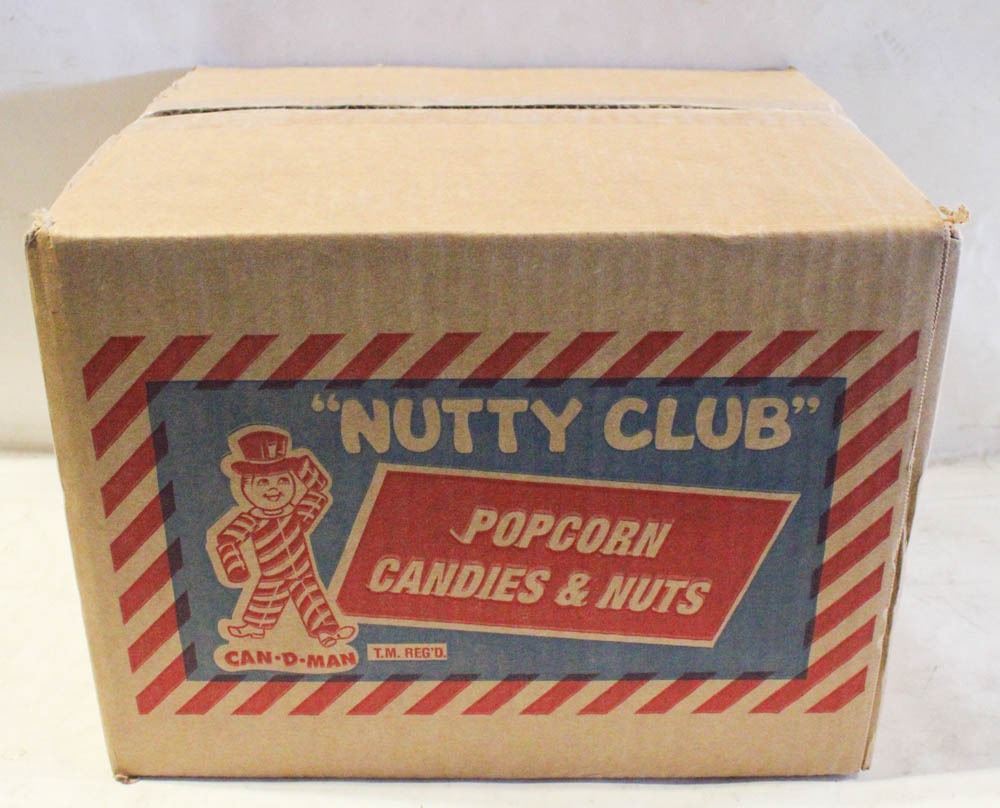 “NUTTY CLUB”
POPCORN
CANDIES & NUTS
CAN-D-MAN
T.M. REG'D.